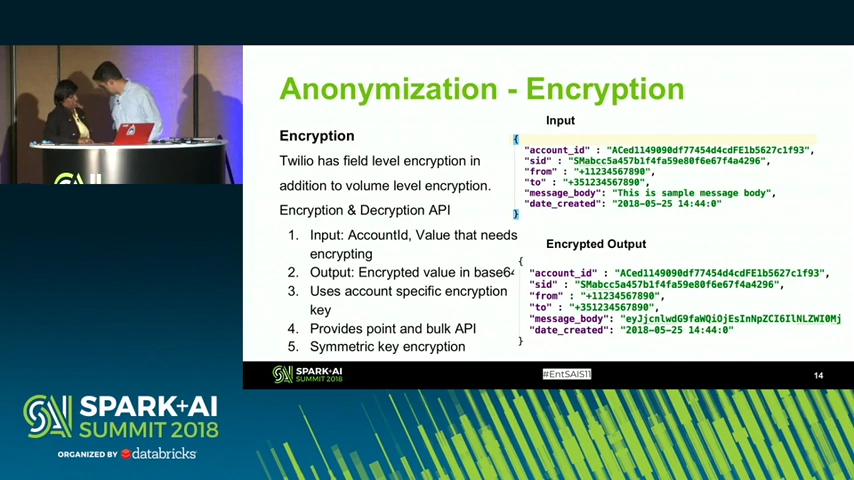 Anonymization - Encryption
Encryption
Twilio has field level encryption in
addition to volume level encryption.
Encryption & Decryption API
1. Input: AccountId, Value that needs
encrypting
2. Output: Encrypted value in base64
3. Uses account specific encryption
key
4. Provides point and bulk API
5. Symmetric key encryption
Input
{
"account_id" : "ACed1149090df77454d4cdFE1b5627c1f93",
"sid" : "SMabcc5a457b1f4fa59e80f6e67f4a4296",
"from" : "+11234567890",
"to" : "+351234567890",
"message_body": "This is sample message body",
"date_created": "2018-05-25 14:44:0"
}
Encrypted Output
{
"account_id" : "ACed1149090df77454d4cdFE1b5627c1f93",
"sid" : "SMabcc5a457b1f4fa59e80f6e67f4a4296",
"from" : "+11234567890",
"to" : "+351234567890",
"message_body": "eyJjcnlwdG9faWQiOjEsInNpZCI6IlNLZWI0Mj
"date_created": "2018-05-25 14:44:0"
}
SPARK+AI
SUMMIT 2018
#EntSAIS11
14
SPARK+AI
SUMMIT 2018
ORGANIZED BY databricks